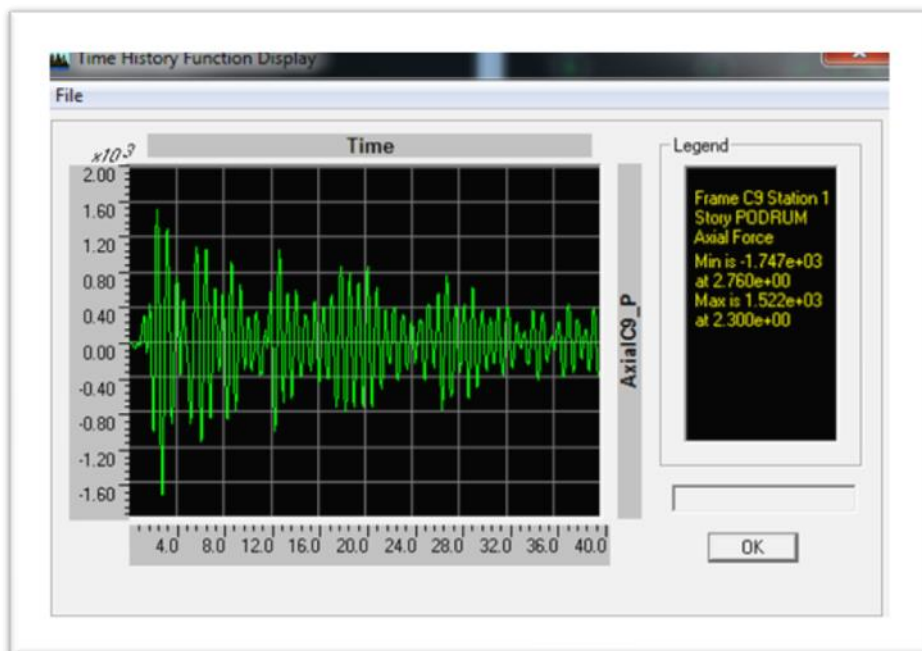 Time History Function Display
File
Time
x10 3
2.00
1.60
1.20
0.80
0.40
0.00
-0.40
-0.80
-1.20
-1.60
4.0 8.0 12.0 16.0 20.0 24.0 28.0 32.0 36.0 40.0
AxialC9_P
Legend
Frame C9 Station 1
Story PODRUM
Axial Force
Min is -1.747e+03
at 2.760e+00
Max is 1.522e+03
at 2.300e+00
OK